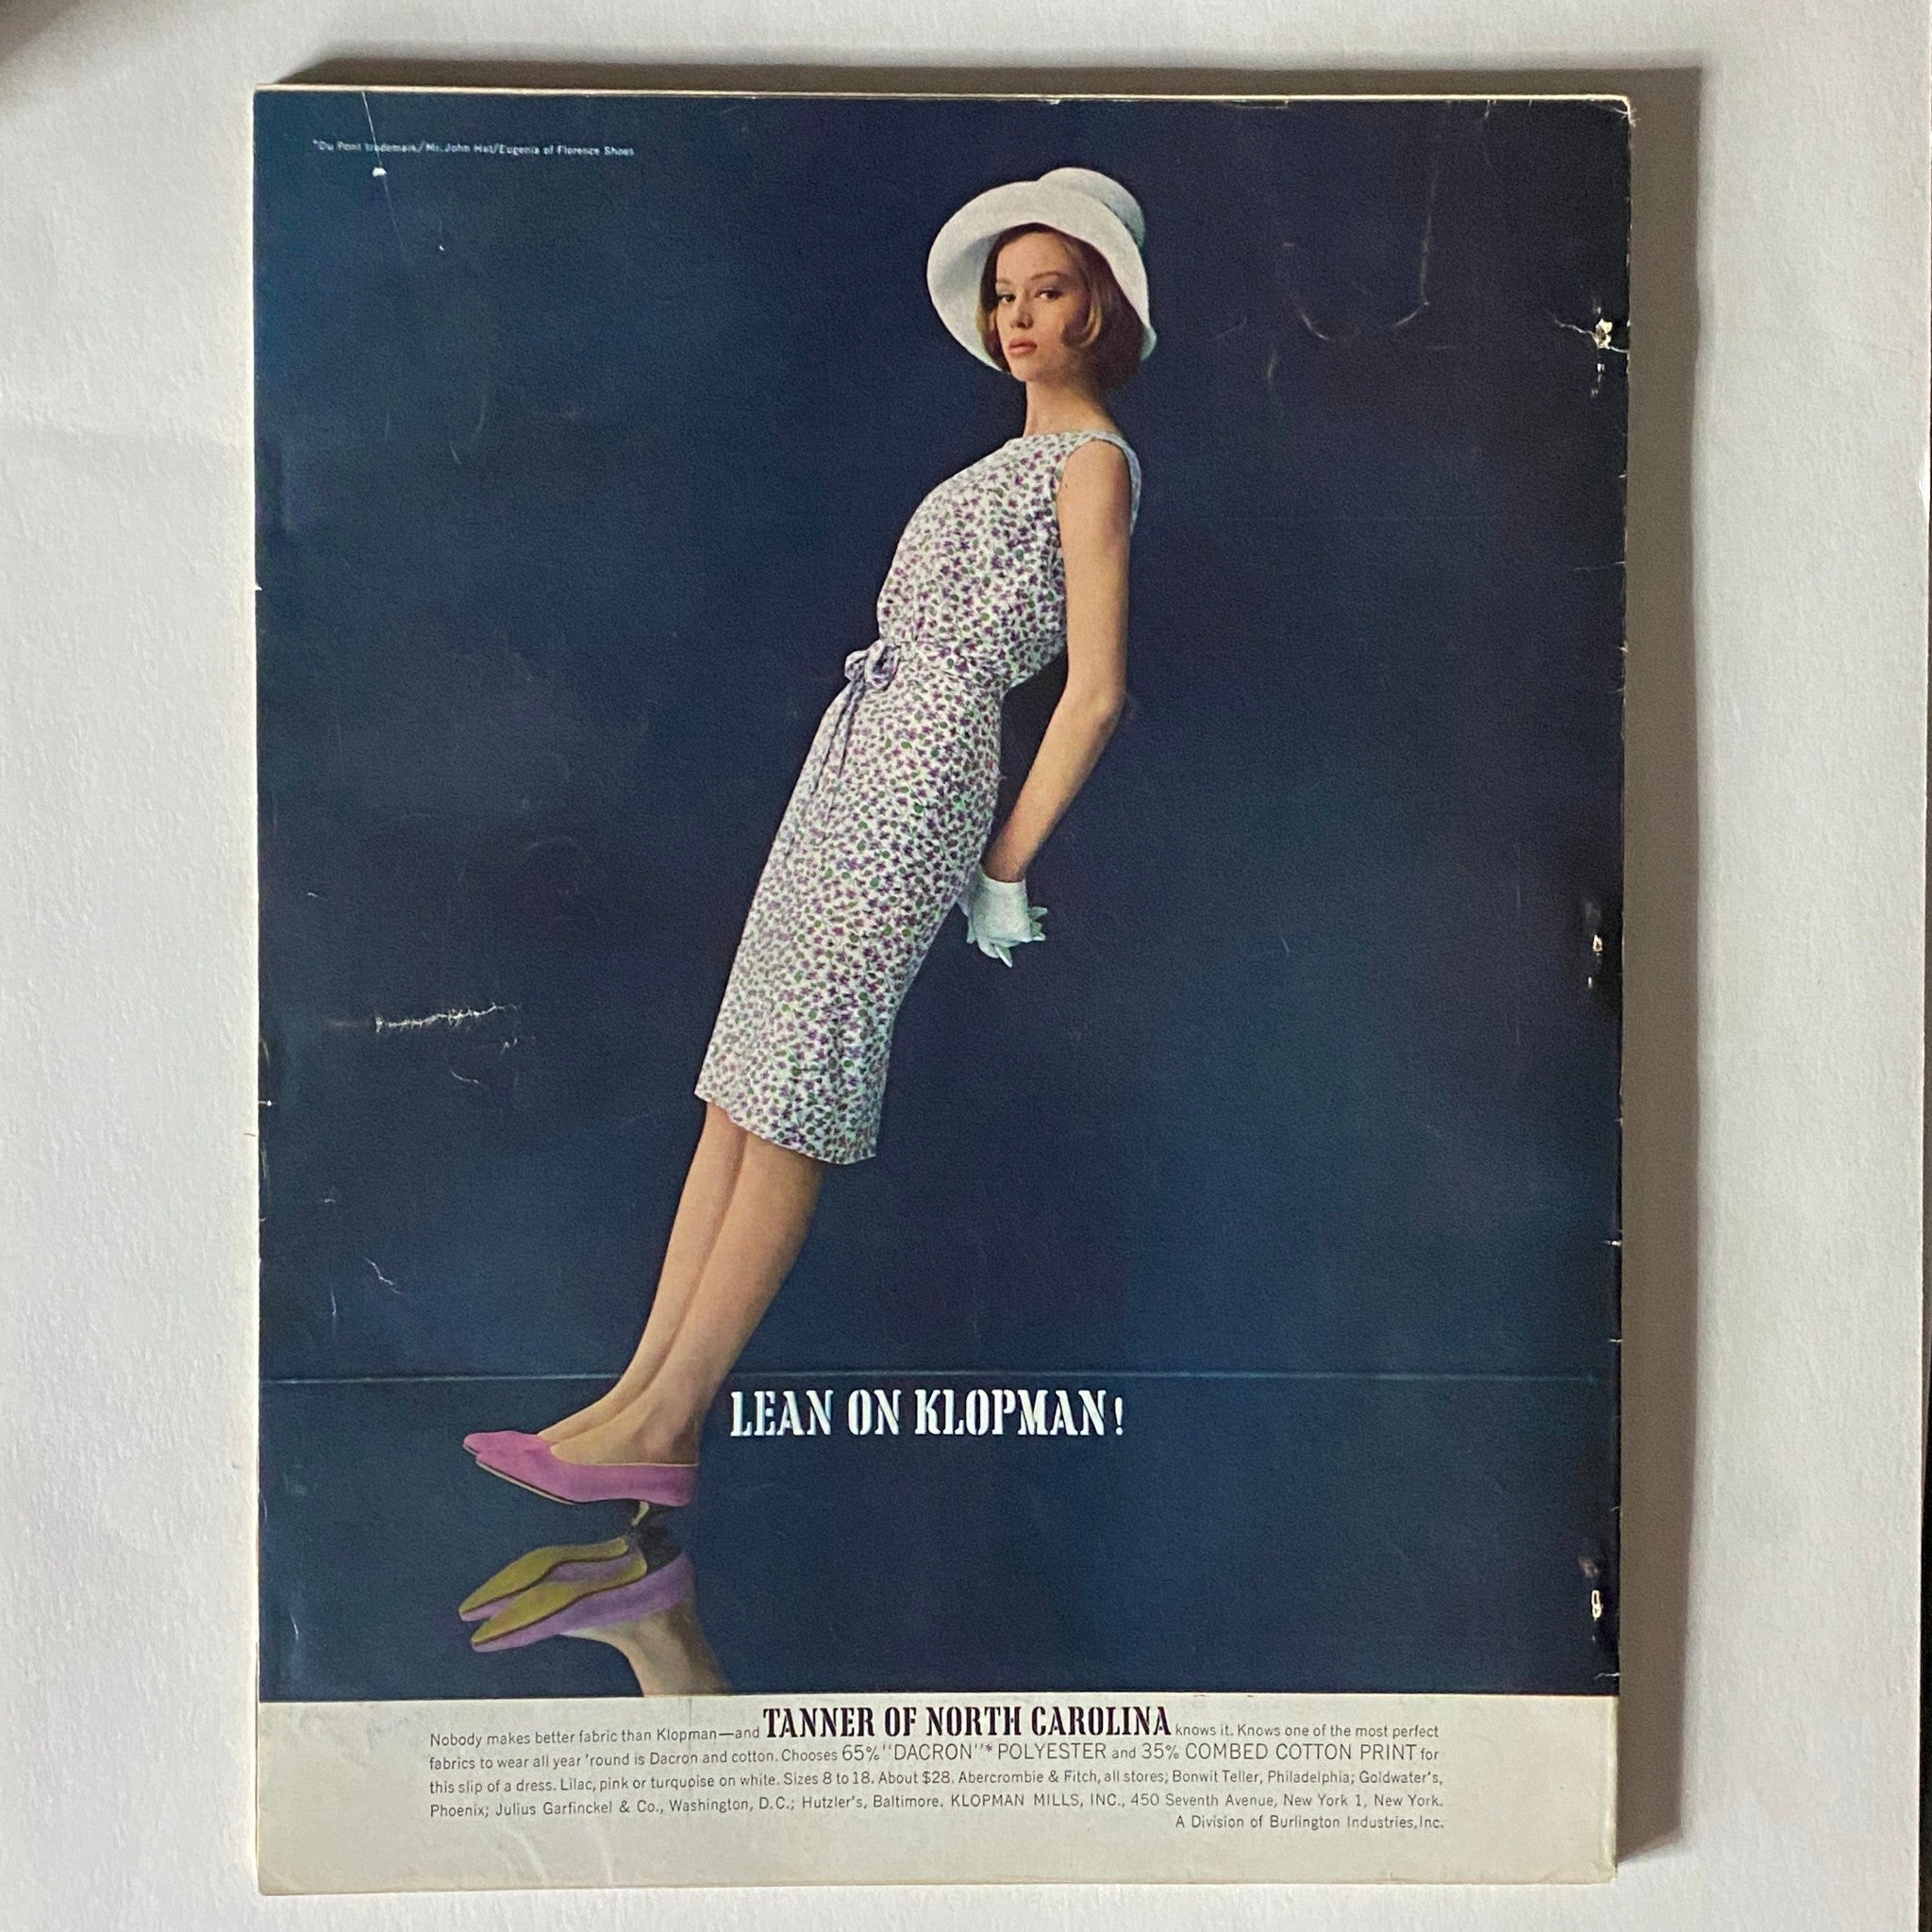 *Du Pont trademark/Mr. John Hat/Eugenia of Florence Shoes
LEAN ON KLOPMAN!
Nobody makes better fabric than Klopman—and TANNER OF NORTH CAROLINA knows it. Knows one of the most perfect
fabrics to wear all year 'round is Dacron and cotton. Chooses 65% "DACRON"* POLYESTER and 35% COMBED COTTON PRINT for
this slip of a dress. Lilac, pink or turquoise on white. Sizes 8 to 18. About $28. Abercrombie & Fitch, all stores; Bonwit Teller, Philadelphia; Goldwater's,
Phoenix; Julius Garfinckel & Co., Washington, D.C.; Hutzler's, Baltimore. KLOPMAN MILLS, INC., 450 Seventh Avenue, New York 1, New York.
A Division of Burlington Industries, Inc.